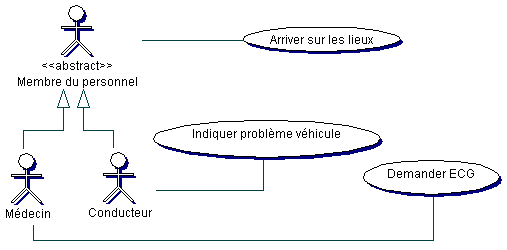 Arriver sur les lieux
<<abstract>>
Membre du personnel
Indiquer problème véhicule
Demander ECG
Médecin
Conducteur